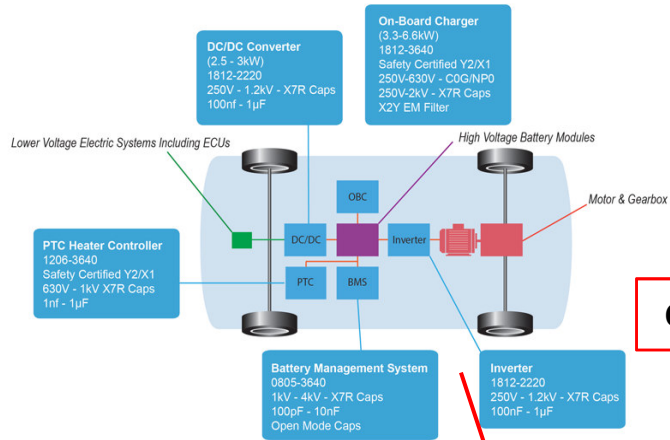 DC/DC Converter
(2.5 - 3kW)
1812-2220
250V - 1.2kV - X7R Caps
100nf - 1µF
On-Board Charger
(3.3-6.6kW)
1812-3640
Safety Certified Y2/X1
250V-630V - C0G/NP0
250V-2kV - X7R Caps
X2Y EM Filter
Lower Voltage Electric Systems Including ECUs
High Voltage Battery Modules
OBC
Motor & Gearbox
DC/DC
Inverter
PTC Heater Controller
1206-3640
Safety Certified Y2/X1
630V - 1kV X7R Caps
1nf - 1µF
PTC
BMS
Battery Management System
0805-3640
1kV - 4kV - X7R Caps
100pF - 10nF
Open Mode Caps
Inverter
1812-2220
250V - 1.2kV - X7R Caps
100nF - 1µF